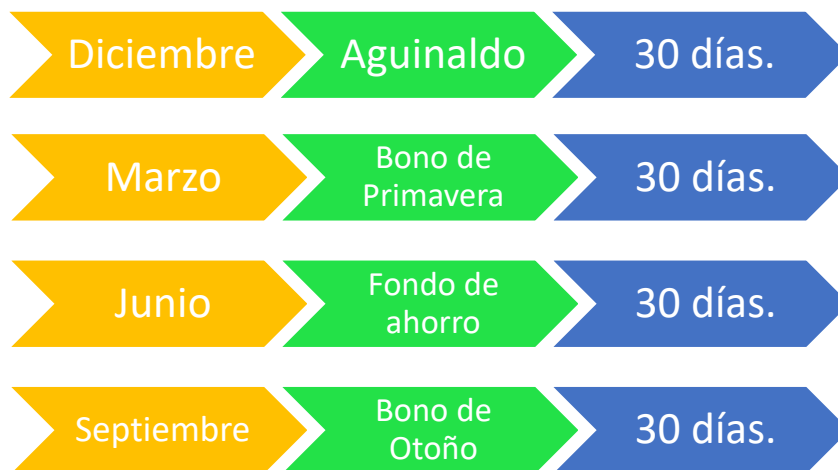 Diciembre Aguinaldo 30 días.
Marzo Bono de
Primavera 30 días.
Junio Fondo de
ahorro 30 días.
Septiembre Bono de
Otoño 30 días.